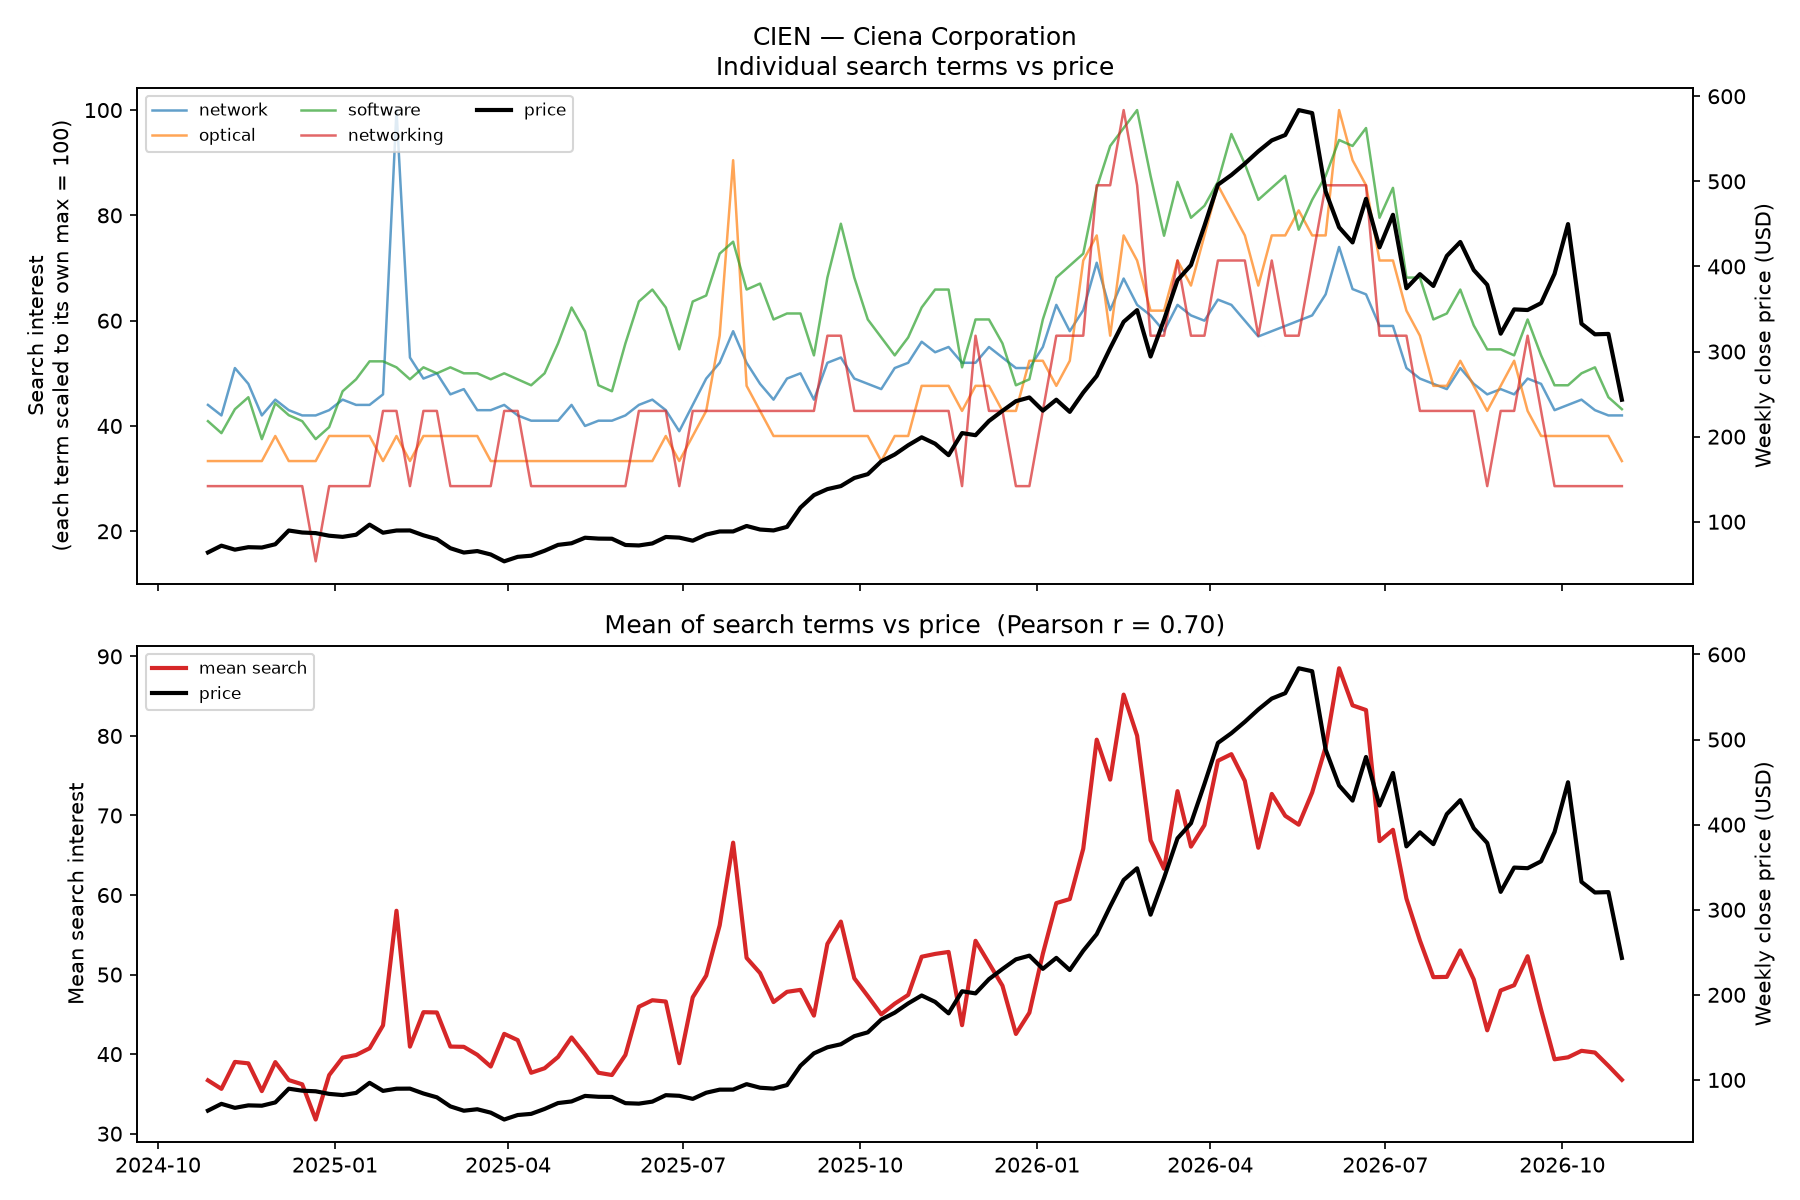 CIEN — Ciena Corporation
Individual search terms vs price
network
optical
software
networking
price
Search interest
(each term scaled to its own max = 100)
100
80
60
40
20
600
500
400
300
200
100
Weekly close price (USD)
Mean of search terms vs price (Pearson r = 0.70)
mean search
price
Mean search interest
90
80
70
60
50
40
30
600
500
400
300
200
100
Weekly close price (USD)
2024-10
2025-01
2025-04
2025-07
2025-10
2026-01
2026-04
2026-07
2026-10